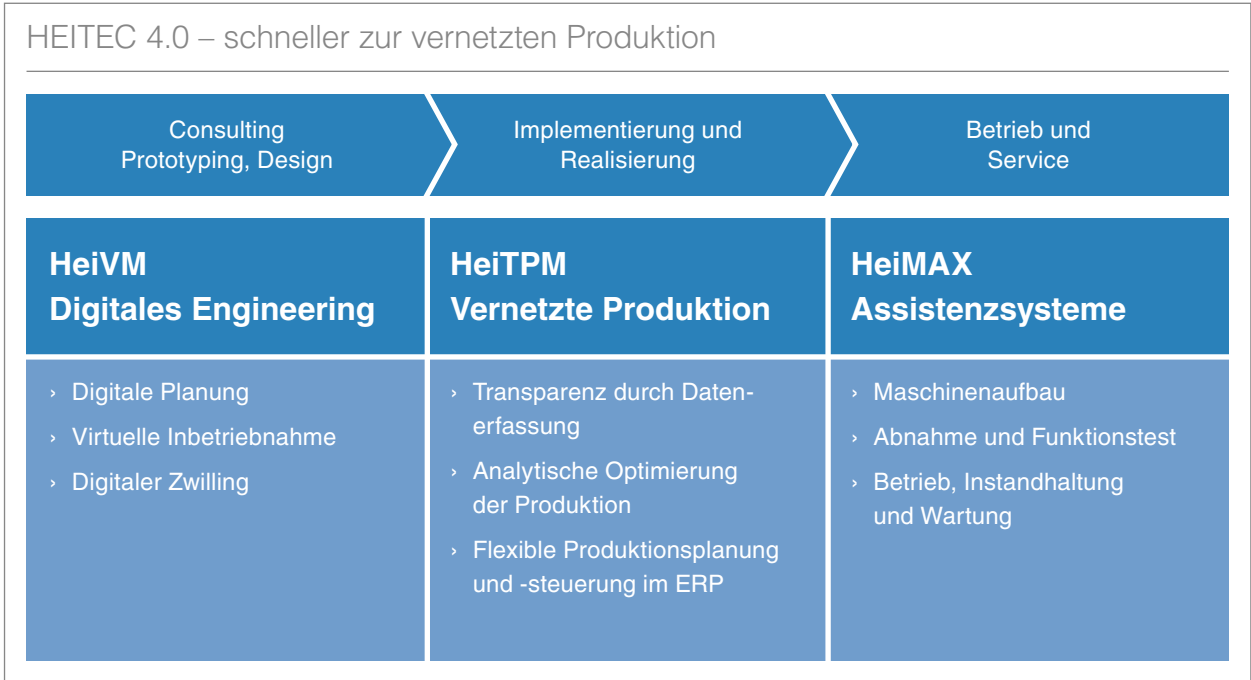 HEITEC 4.0 – schneller zur vernetzten Produktion
Consulting
Prototyping, Design
Implementierung und
Realisierung
Betrieb und
Service
HeiVM
Digitales Engineering
› Digitale Planung
› Virtuelle Inbetriebnahme
› Digitaler Zwilling
HeiTPM
Vernetzte Produktion
› Transparenz durch Daten-
erfassung
› Analytische Optimierung
der Produktion
› Flexible Produktionsplanung
und -steuerung im ERP
HeiMAX
Assistenzsysteme
› Maschinenaufbau
› Abnahme und Funktionstest
› Betrieb, Instandhaltung
und Wartung